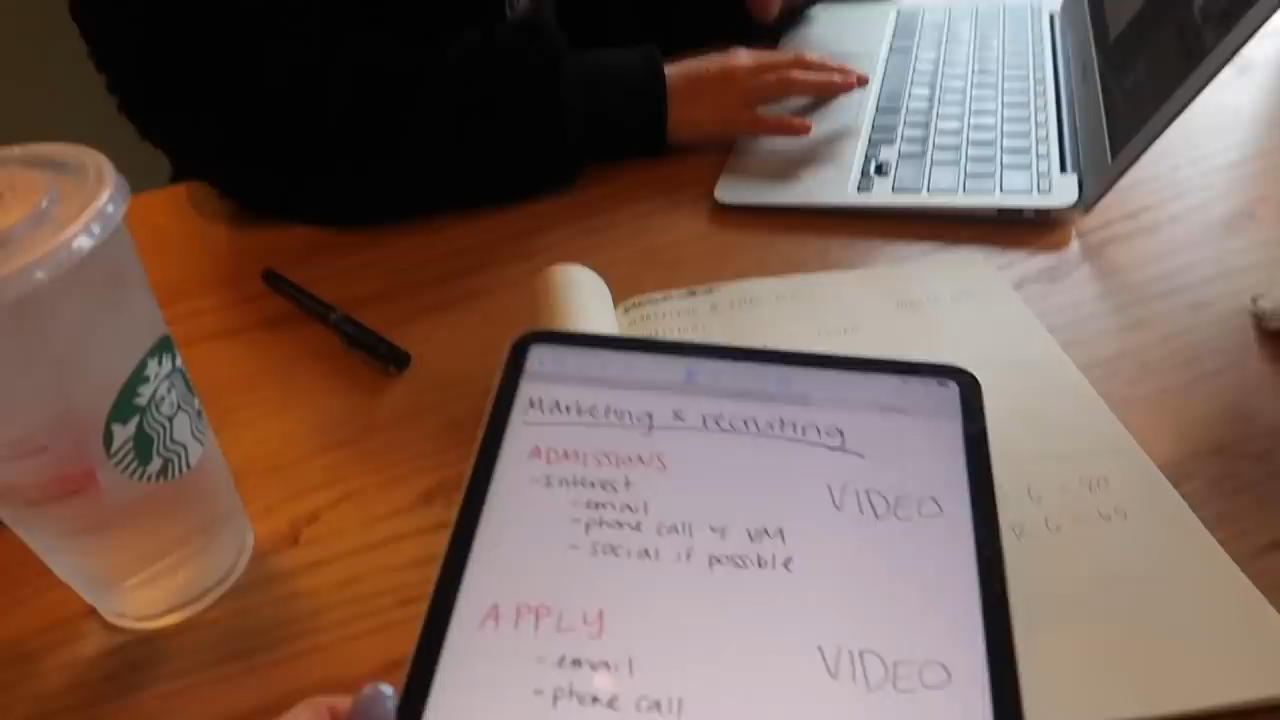 Marketing & recruiting
ADMISSIONS
- Interest
VIDEO
- email
- phone call w VM
- social if possible
APPLY
- email
VIDEO
- phone call